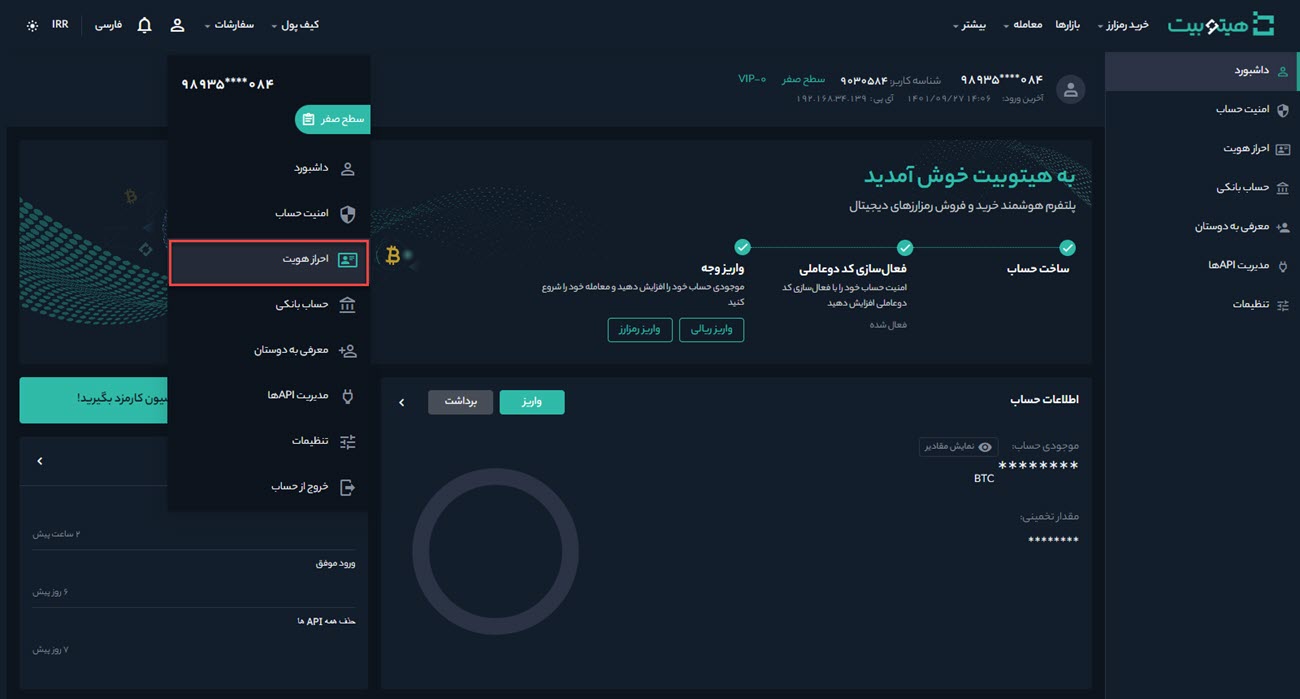 هیتوبیت
خرید رمزارز
بازارها
معامله
بیشتر
کیف پول
سفارشات
فارسی
IRR
داشبورد
امنیت حساب
احراز هویت
حساب بانکی
معرفی به دوستان
مدیریت APIها
تنظیمات
۹۸۹۳۵****۰۸۴
شناسه کاربر: ۹۰۳۰۵۸۴
سطح صفر
VIP-۰
آخرین ورود: ۱۴:۰۶ ۱۴۰۱/۰۹/۲۷
آی پی: ۱۹۲.۱۶۸.۳۴.۱۳۹
۹۸۹۳۵****۰۸۴
سطح صفر
داشبورد
امنیت حساب
احراز هویت
حساب بانکی
معرفی به دوستان
مدیریت APIها
تنظیمات
خروج از حساب
به هیتوبیت خوش آمدید
پلتفرم هوشمند خرید و فروش رمزارزهای دیجیتال
ساخت حساب
فعال‌سازی کد دوعاملی
امنیت حساب خود را با فعال‌سازی کد
دوعاملی افزایش دهید
فعال شده
واریز وجه
موجودی حساب خود را افزایش دهید و معامله خود را شروع
کنید
واریز ریالی
واریز رمزارز
اطلاعات حساب
واریز
برداشت
موجودی حساب:
نمایش مقادیر
********
BTC
مقدار تخمینی:
********
کارمزد بگیرید!
۲ ساعت پیش
ورود موفق
۶ روز پیش
حذف همه API ها
۷ روز پیش